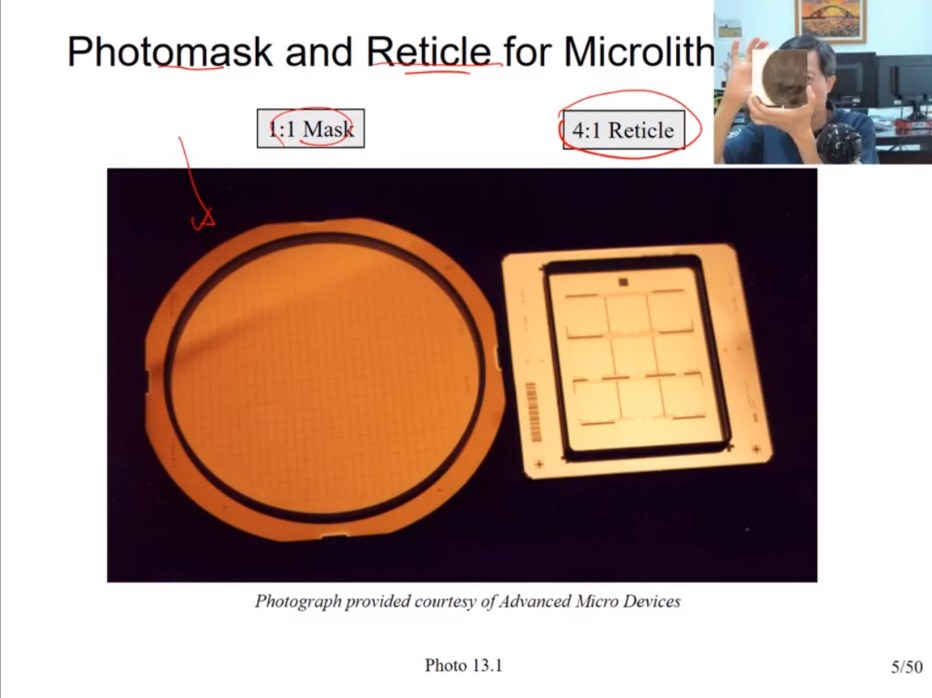 Photomask and Reticle for Microlith
1:1 Mask
4:1 Reticle
Photograph provided courtesy of Advanced Micro Devices
Photo 13.1
5/50